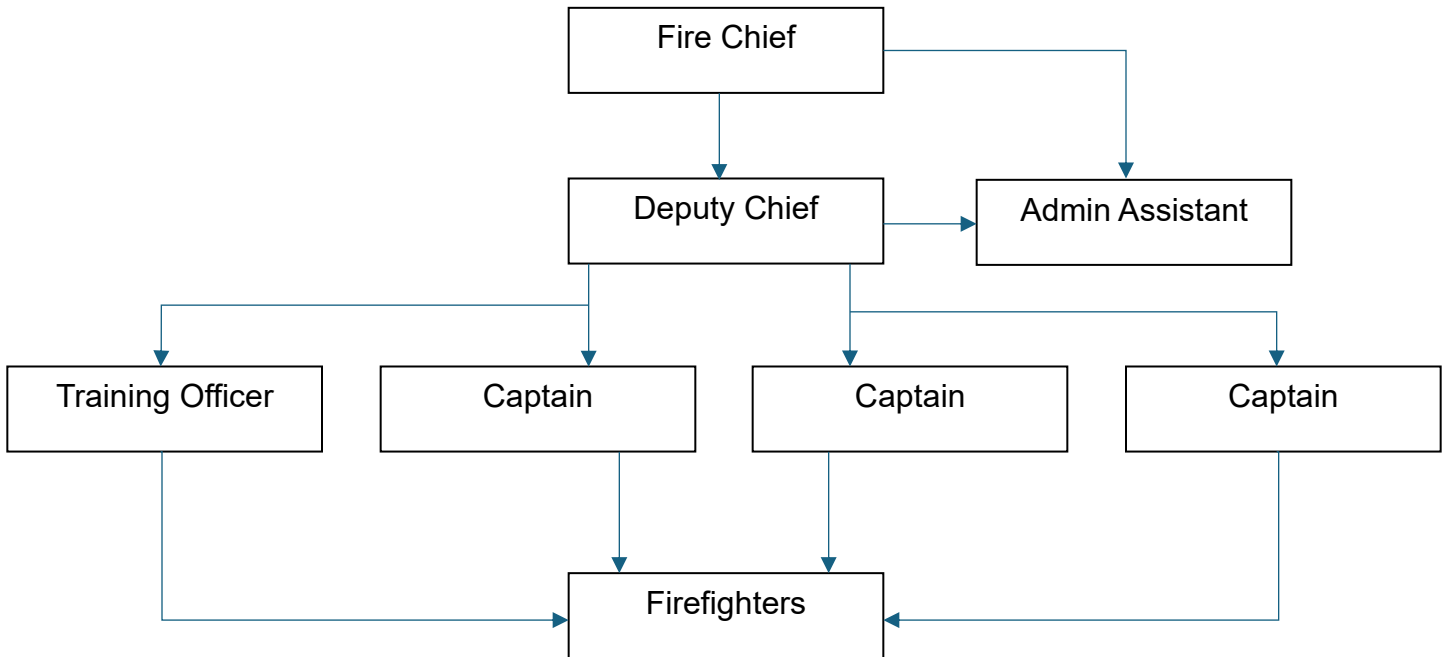 Fire Chief
Deputy Chief
Admin Assistant
Training Officer
Captain
Captain
Captain
Firefighters